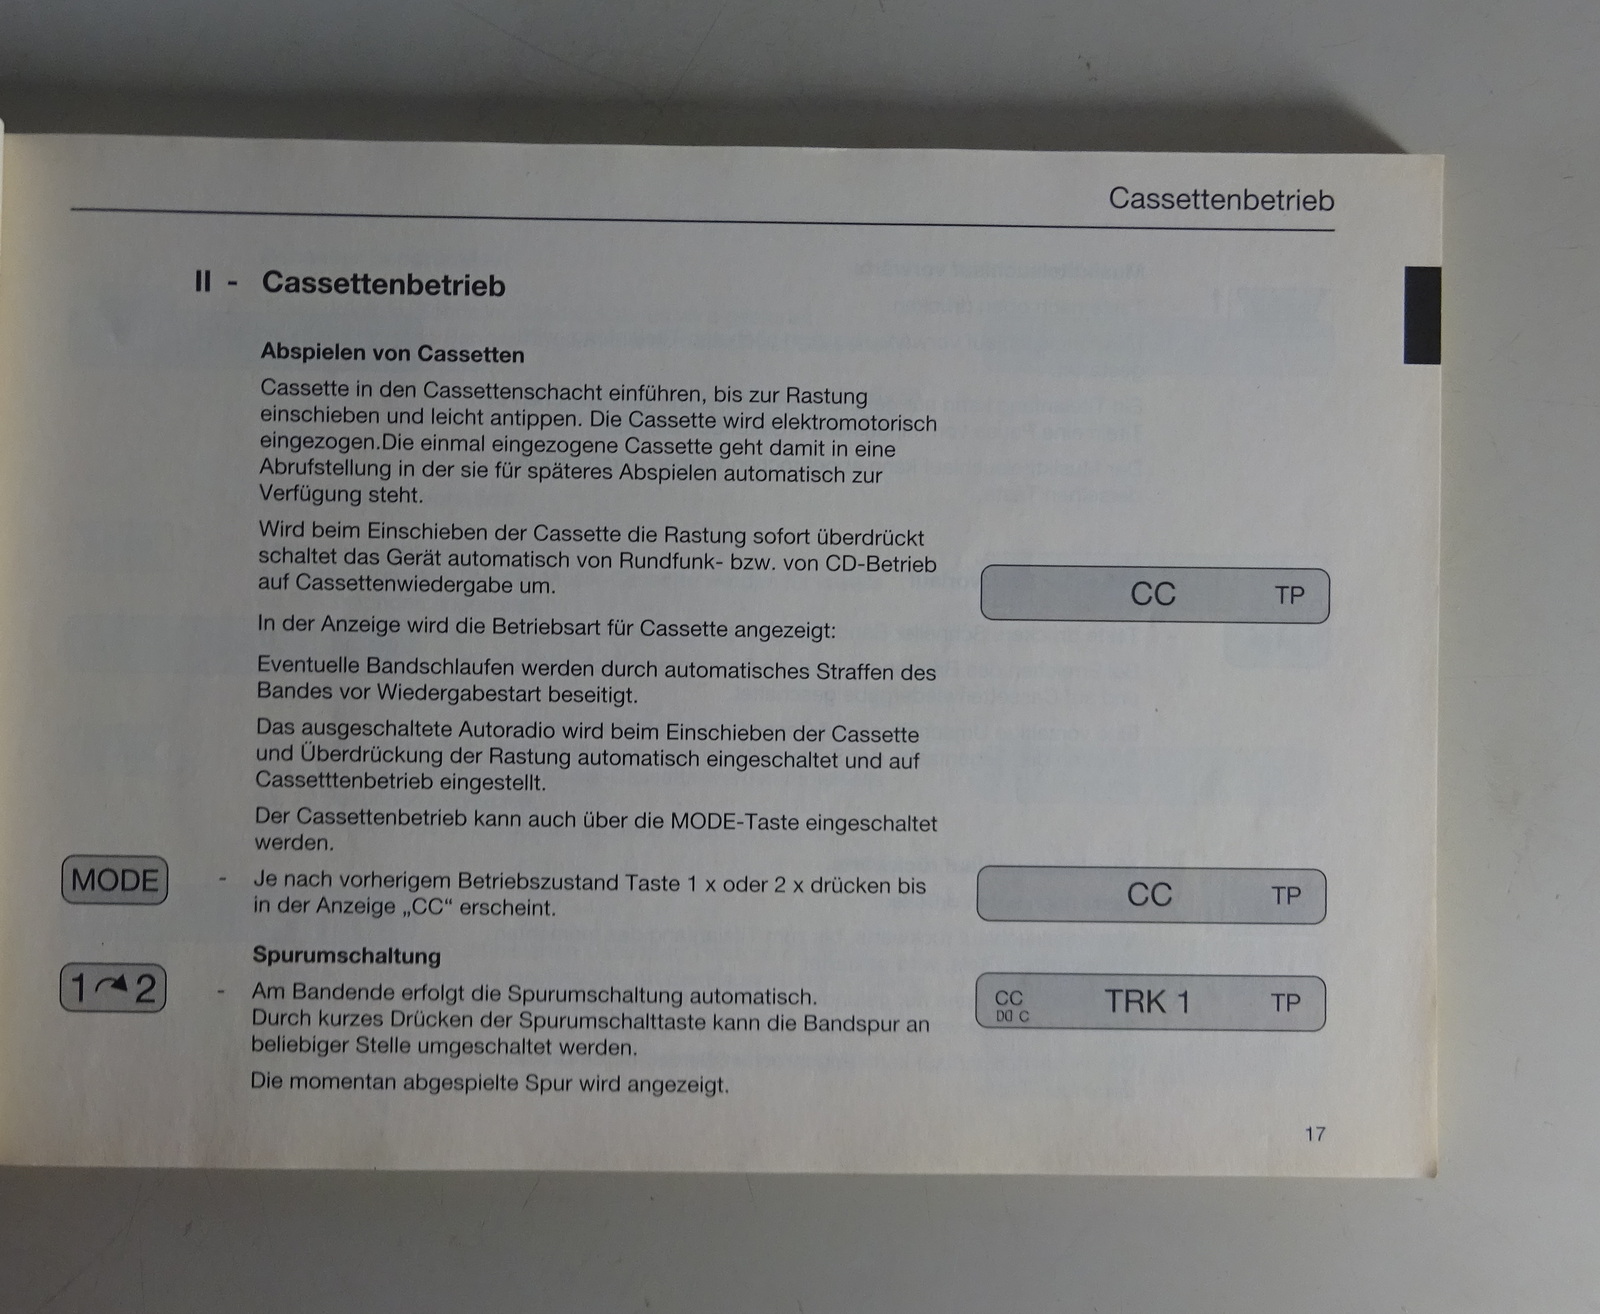 Cassettenbetrieb
II - Cassettenbetrieb
Abspielen von Cassetten
Cassette in den Cassettenschacht einführen, bis zur Rastung
einschieben und leicht antippen. Die Cassette wird elektromotorisch
eingezogen.Die einmal eingezogene Cassette geht damit in eine
Abrufstellung in der sie für späteres Abspielen automatisch zur
Verfügung steht.
Wird beim Einschieben der Cassette die Rastung sofort überdrückt
schaltet das Gerät automatisch von Rundfunk- bzw. von CD-Betrieb
auf Cassettenwiedergabe um.
CC TP
In der Anzeige wird die Betriebsart für Cassette angezeigt:
Eventuelle Bandschlaufen werden durch automatisches Straffen des
Bandes vor Wiedergabestart beseitigt.
Das ausgeschaltete Autoradio wird beim Einschieben der Cassette
und Überdrückung der Rastung automatisch eingeschaltet und auf
Cassetttenbetrieb eingestellt.
Der Cassettenbetrieb kann auch über die MODE-Taste eingeschaltet
werden.
MODE
- Je nach vorherigem Betriebszustand Taste 1 x oder 2 x drücken bis
in der Anzeige „CC“ erscheint.
CC TP
Spurumschaltung
1 2
- Am Bandende erfolgt die Spurumschaltung automatisch.
Durch kurzes Drücken der Spurumschalttaste kann die Bandspur an
beliebiger Stelle umgeschaltet werden.
CC TRK 1 TP
Die momentan abgespielte Spur wird angezeigt.
17